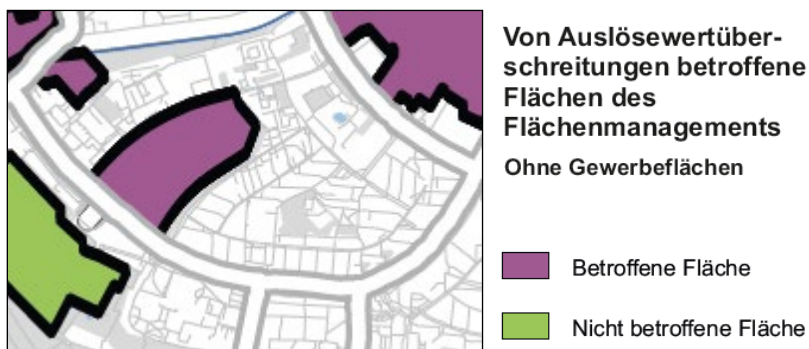 Von Auslösewertüber-
schreitungen betroffene
Flächen des
Flächenmanagements
Ohne Gewerbeflächen
Betroffene Fläche
Nicht betroffene Fläche